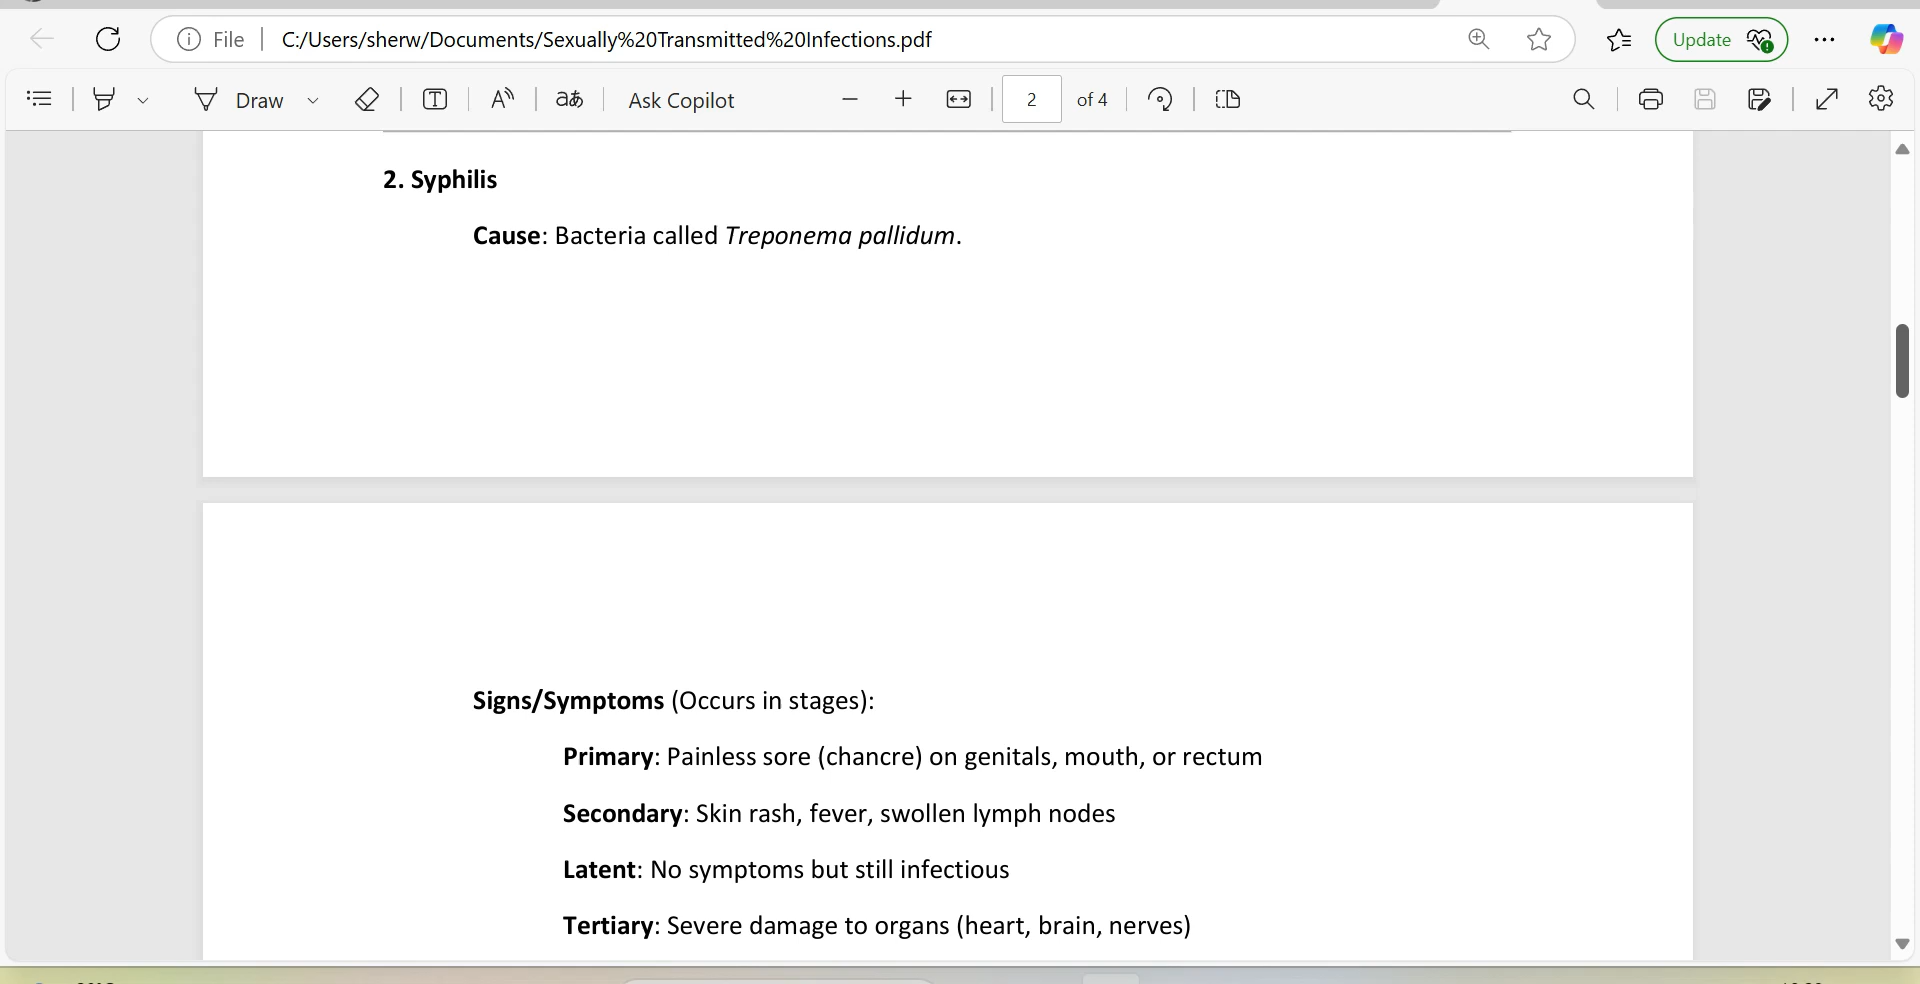 File
C:/Users/sherw/Documents/Sexually%20Transmitted%20Infections.pdf
Update
Draw
Ask Copilot
2 of 4
2. Syphilis
Cause: Bacteria called Treponema pallidum.
Signs/Symptoms (Occurs in stages):
Primary: Painless sore (chancre) on genitals, mouth, or rectum
Secondary: Skin rash, fever, swollen lymph nodes
Latent: No symptoms but still infectious
Tertiary: Severe damage to organs (heart, brain, nerves)